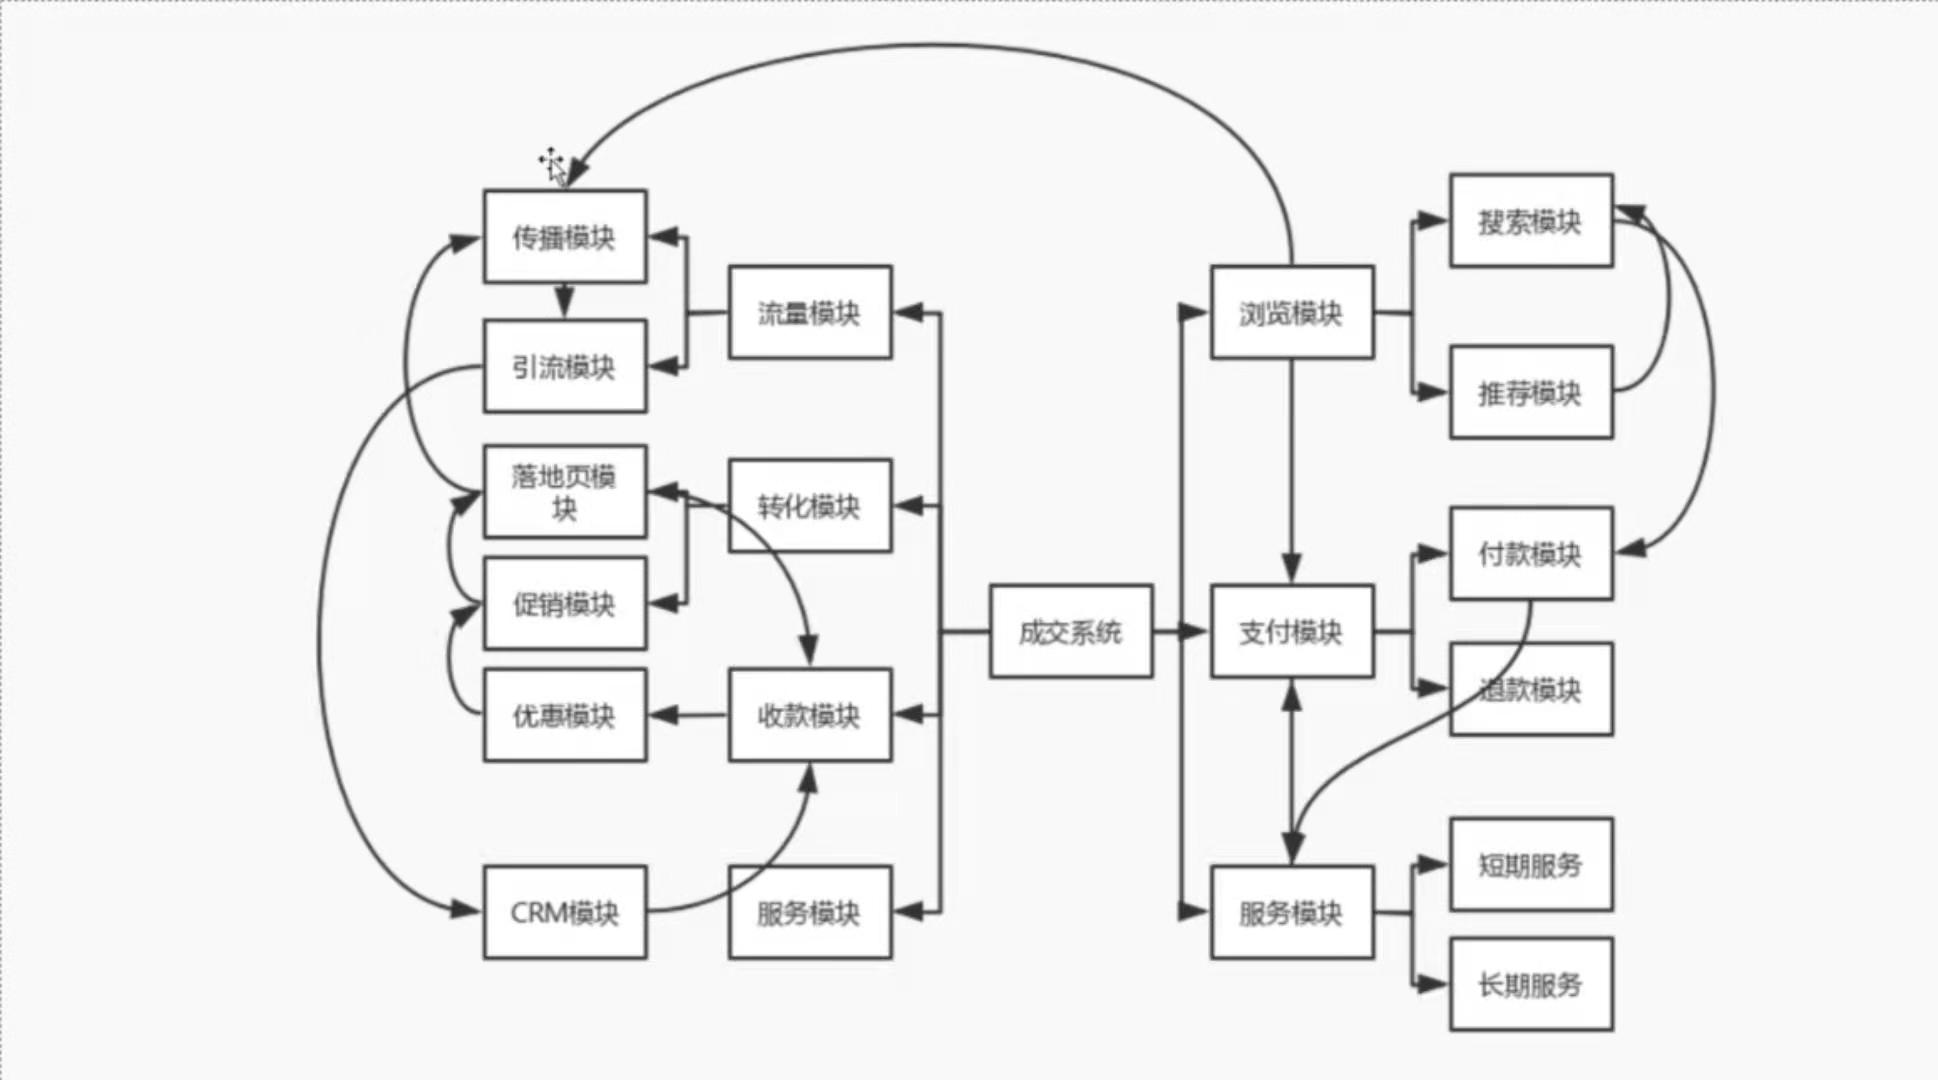 传播模块
引流模块
落地页模
块
促销模块
优惠模块
CRM模块
流量模块
转化模块
收款模块
服务模块
成交系统
浏览模块
支付模块
服务模块
搜索模块
推荐模块
付款模块
退款模块
短期服务
长期服务